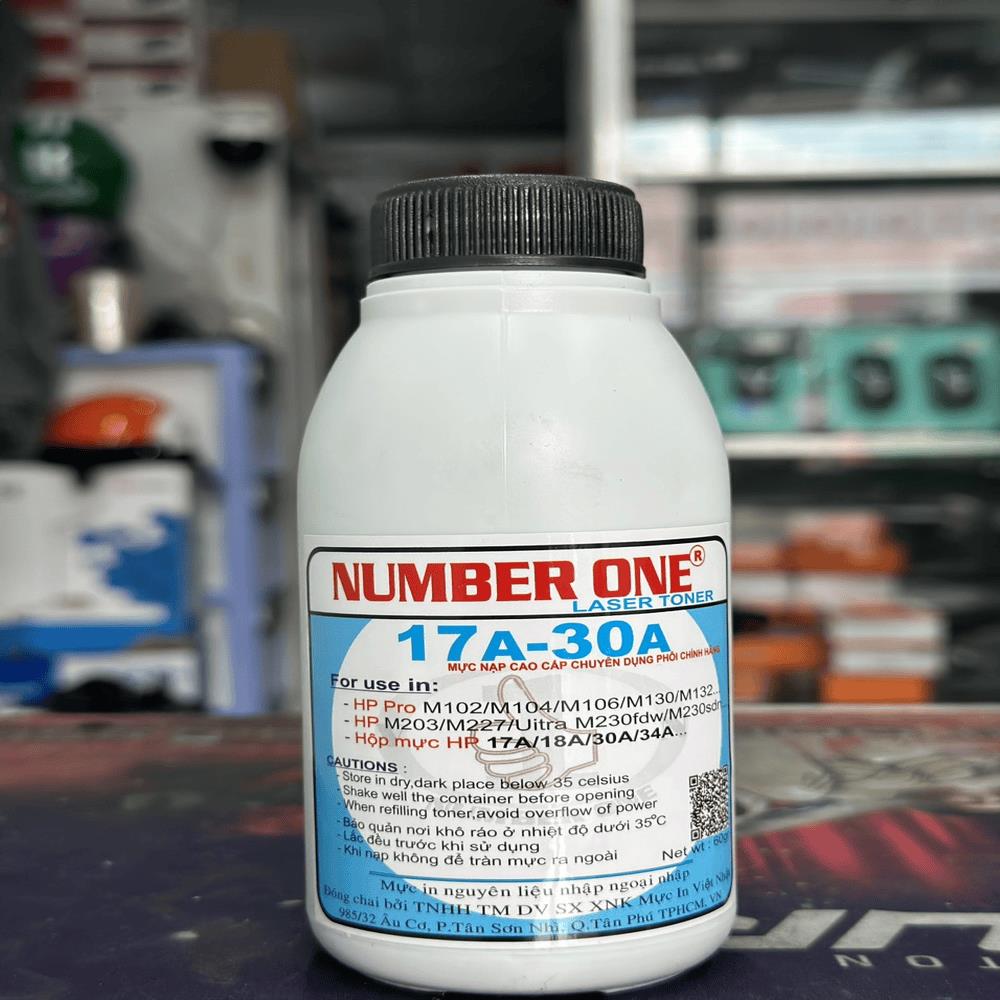 NUMBER ONE®
LASER TONER
17A-30A
MỰC NẠP CAO CẤP CHUYÊN DỤNG PHÔI CHÍNH HÃNG
For use in:
- HP Pro M102/M104/M106/M130/M132...
- HP M203/M227/Uitra M230fdw/M230sdn...
- Hộp mực HP 17A/18A/30A/34A...
CAUTIONS :
- Store in dry,dark place below 35 celsius
- Shake well the container before opening
- When refilling toner,avoid overflow of power
- Bảo quản nơi khô ráo ở nhiệt độ dưới 35°C
- Lắc đều trước khi sử dụng
- Khi nạp không để tràn mực ra ngoài
Net wt : 60gr
Mực in nguyên liệu nhập ngoại nhập
Đóng chai bởi TNHH TM DV SX XNK Mực In Việt Nhật
985/32 Âu Cơ, P.Tân Sơn Nhì, Q.Tân Phú TPHCM, VN